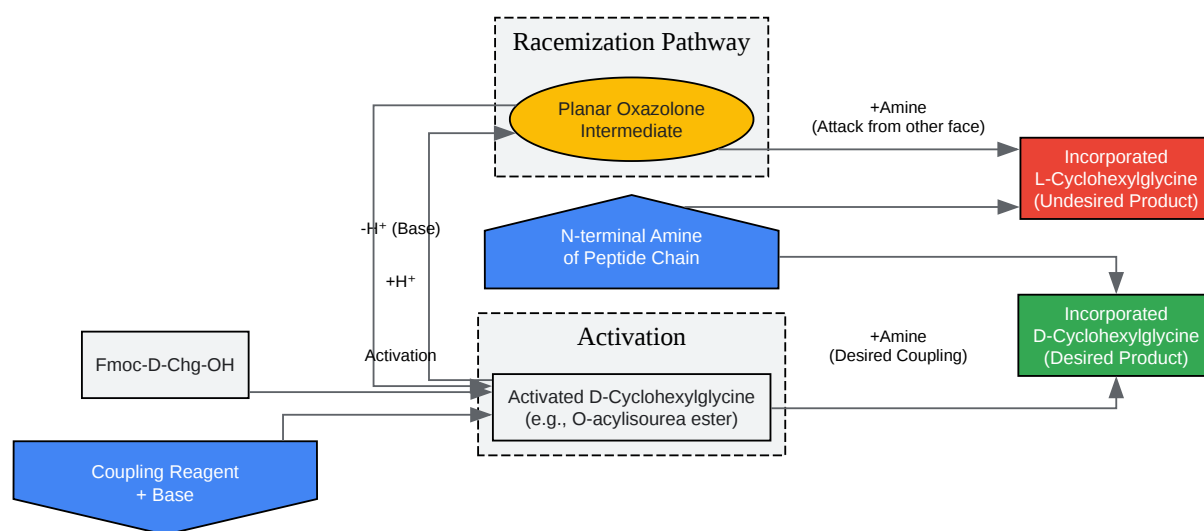 Racemization Pathway
Planar Oxazolone
Intermediate
+Amine
(Attack from other face)
Incorporated
L-Cyclohexylglycine
(Undesired Product)
-H⁺ (Base)
N-terminal Amine
of Peptide Chain
+H⁺
Incorporated
D-Cyclohexylglycine
(Desired Product)
Activation
+Amine
(Desired Coupling)
Fmoc-D-Chg-OH
Activation
Activated D-Cyclohexylglycine
(e.g., O-acylisourea ester)
Coupling Reagent
+ Base